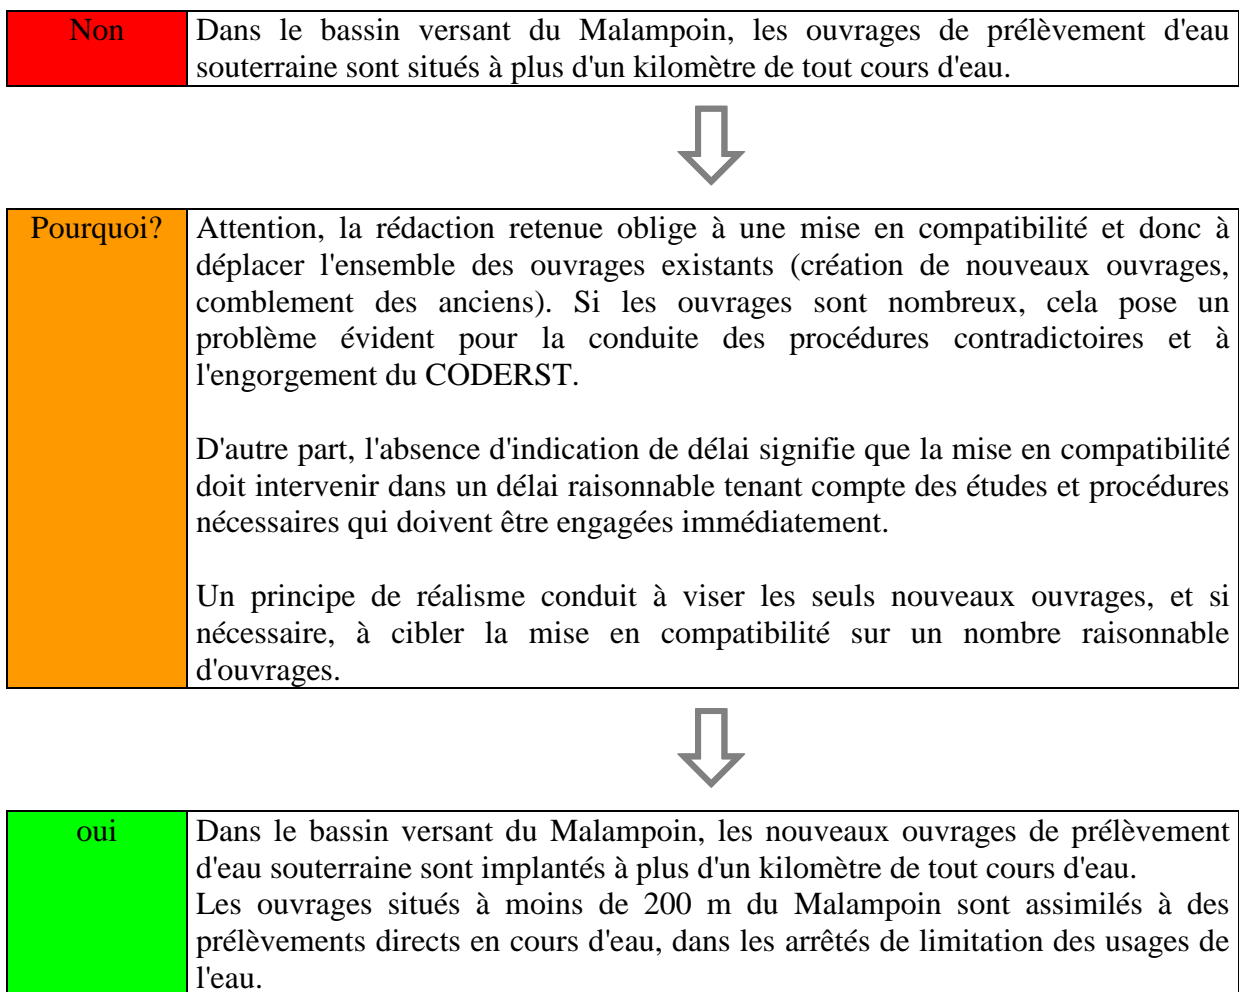 Non
Dans le bassin versant du Malampoin, les ouvrages de prélèvement d'eau
souterraine sont situés à plus d'un kilomètre de tout cours d'eau.
Pourquoi?
Attention, la rédaction retenue oblige à une mise en compatibilité et donc à
déplacer l'ensemble des ouvrages existants (création de nouveaux ouvrages,
comblement des anciens). Si les ouvrages sont nombreux, cela pose un
problème évident pour la conduite des procédures contradictoires et à
l'engorgement du CODERST.
D'autre part, l'absence d'indication de délai signifie que la mise en compatibilité
doit intervenir dans un délai raisonnable tenant compte des études et procédures
nécessaires qui doivent être engagées immédiatement.
Un principe de réalisme conduit à viser les seuls nouveaux ouvrages, et si
nécessaire, à cibler la mise en compatibilité sur un nombre raisonnable
d'ouvrages.
oui
Dans le bassin versant du Malampoin, les nouveaux ouvrages de prélèvement
d'eau souterraine sont implantés à plus d'un kilomètre de tout cours d'eau.
Les ouvrages situés à moins de 200 m du Malampoin sont assimilés à des
prélèvements directs en cours d'eau, dans les arrêtés de limitation des usages de
l'eau.